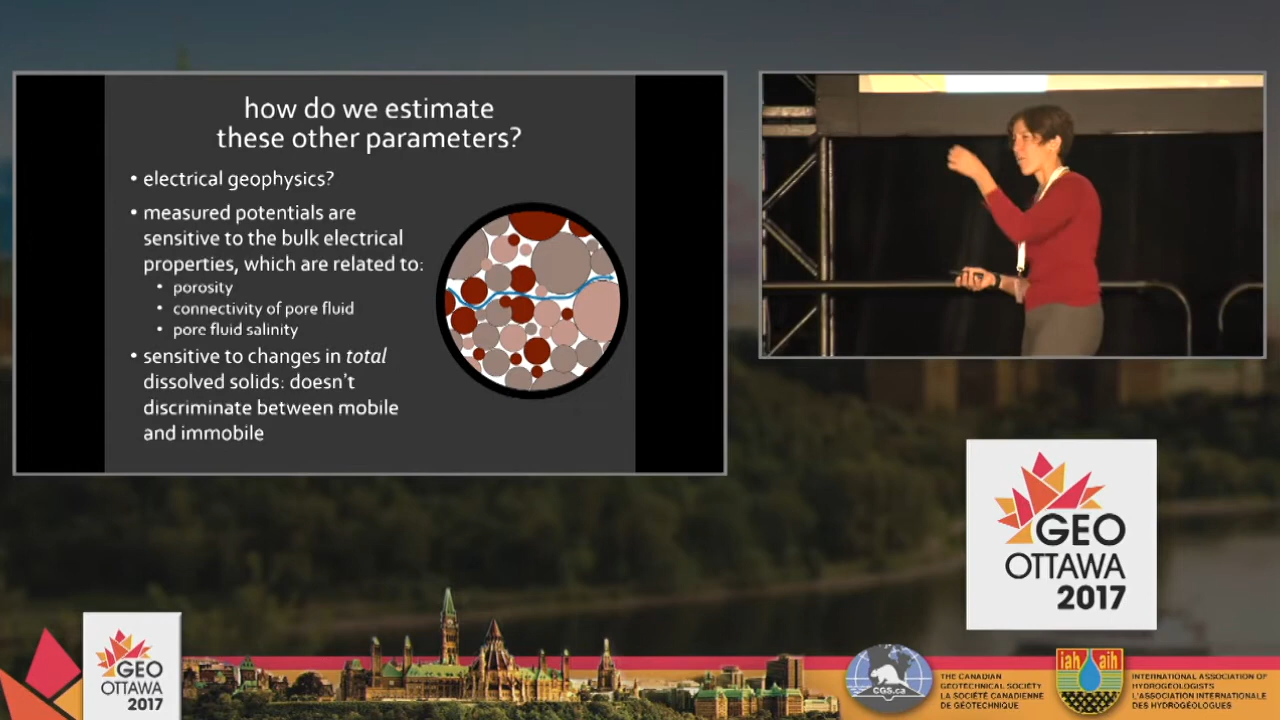 how do we estimate
these other parameters?
• electrical geophysics?
• measured potentials are
sensitive to the bulk electrical
properties, which are related to:
• porosity
• connectivity of pore fluid
• pore fluid salinity
• sensitive to changes in total
dissolved solids: doesn't
discriminate between mobile
and immobile
GEO
OTTAWA
2017
GEO
OTTAWA
2017
CGS.ca
THE CANADIAN
GEOTECHNICAL SOCIETY
LA SOCIÉTÉ CANADIENNE
DE GÉOTECHNIQUE
iah aih
INTERNATIONAL ASSOCIATION OF
HYDROGEOLOGISTS
L'ASSOCIATION INTERNATIONALE
DES HYDROGÉOLOGUES